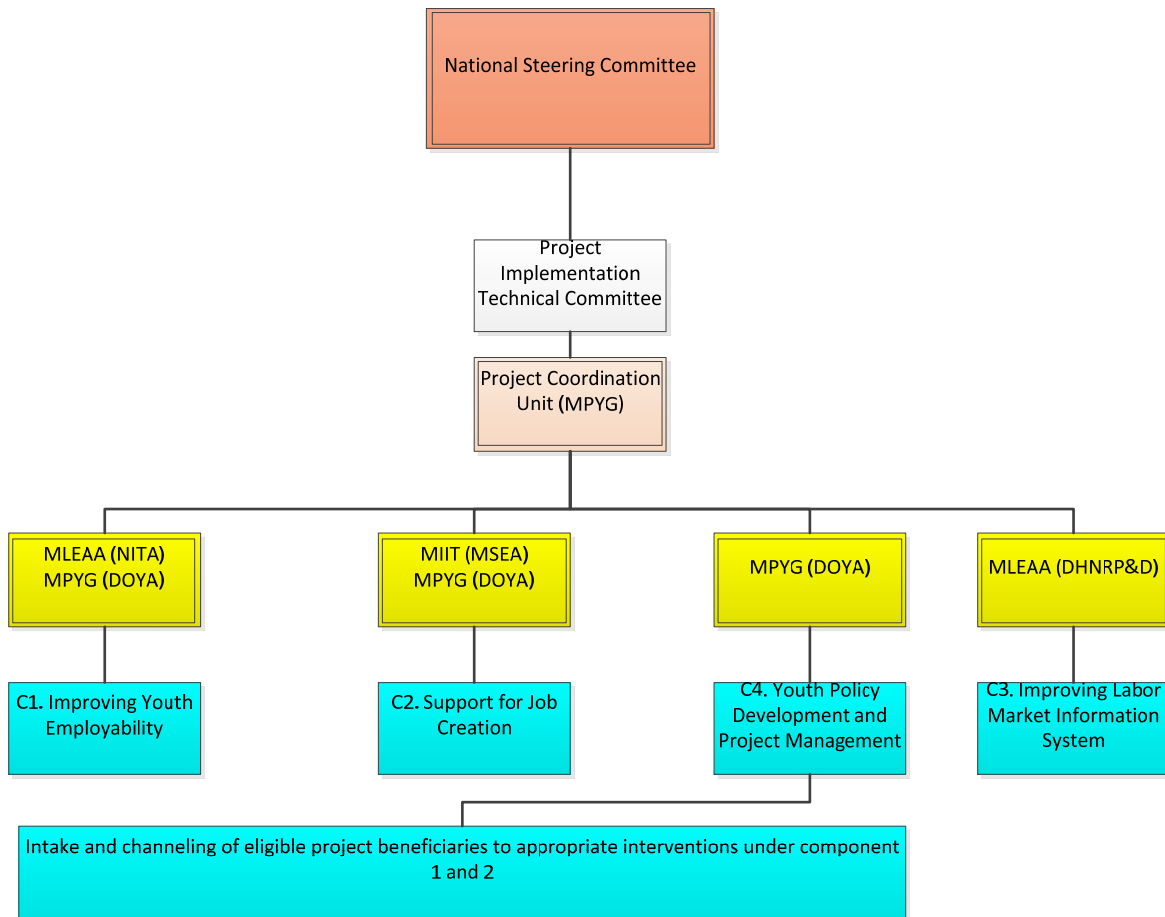 National Steering Committee
Project
Implementation
Technical Committee
Project Coordination
Unit (MPYG)
MLEAA (NITA)
MPYG (DOYA)
MIIT (MSEA)
MPYG (DOYA)
MPYG (DOYA)
MLEAA (DHNRP&D)
C1. Improving Youth
Employability
C2. Support for Job
Creation
C4. Youth Policy
Development and
Project Management
C3. Improving Labor
Market Information
System
Intake and channeling of eligible project beneficiaries to appropriate interventions under component
1 and 2